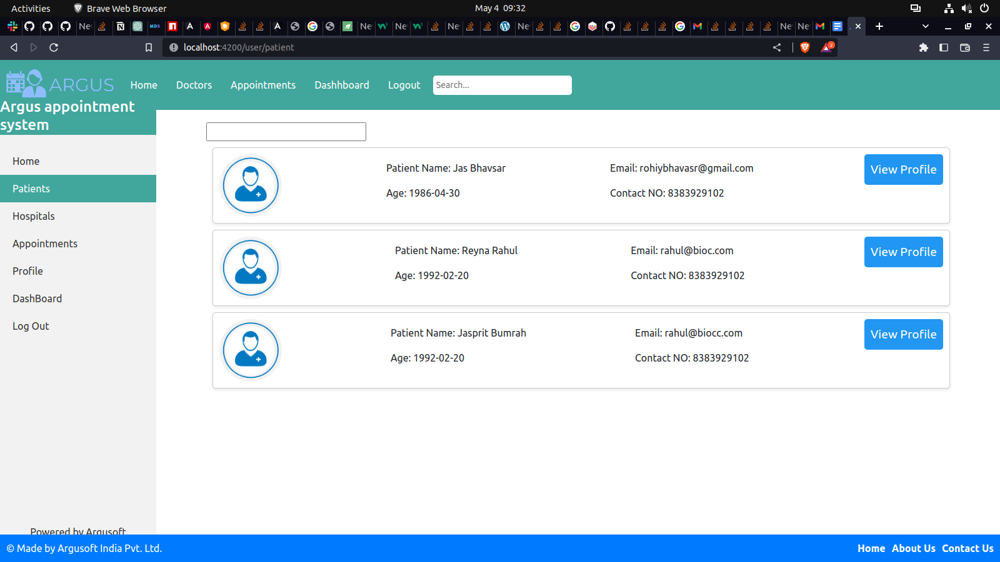 Activities Brave Web Browser May 4 09:32
Ne Ne Ne Ne Ne Ne Ne Ne
localhost:4200/user/patient 2
ARGUS Home Doctors Appointments Dashhboard Logout Search...
Argus appointment
system
Home
Patients
Hospitals
Appointments
Profile
DashBoard
Log Out
Powered by Argusoft
Patient Name: Jas Bhavsar Email: rohiybhavasr@gmail.com View Profile
Age: 1986-04-30 Contact NO: 8383929102
Patient Name: Reyna Rahul Email: rahul@bioc.com View Profile
Age: 1992-02-20 Contact NO: 8383929102
Patient Name: Jasprit Bumrah Email: rahul@biocc.com View Profile
Age: 1992-02-20 Contact NO: 8383929102
© Made by Argusoft India Pvt. Ltd. Home About Us Contact Us